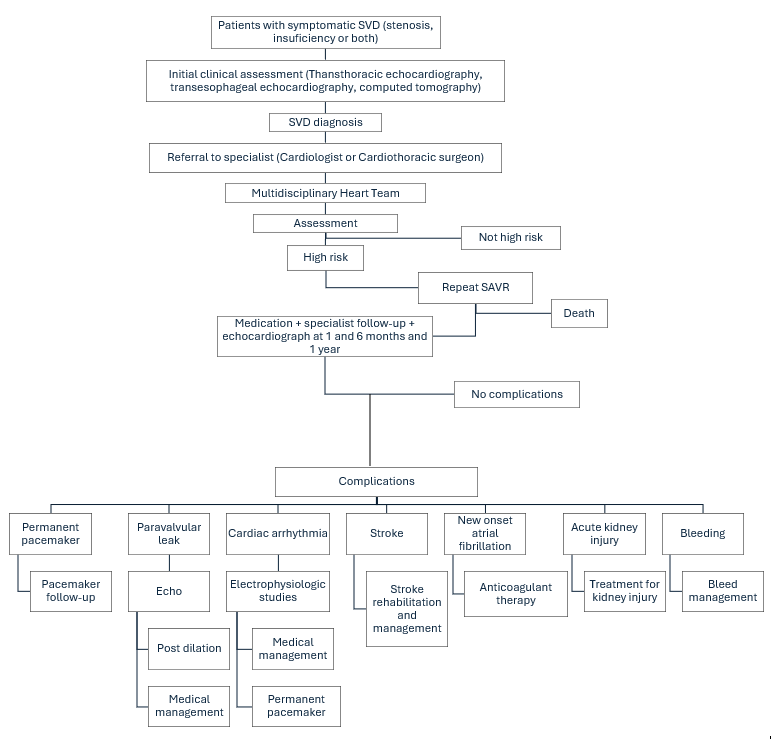 Patients with symptomatic SVD (stenosis,
insuficiency or both)
Initial clinical assessment (Thansthoracic echocardiography,
transesophageal echocardiography, computed tomography)
SVD diagnosis
Referral to specialist (Cardiologist or Cardiothoracic surgeon)
Multidisciplinary Heart Team
Assessment
Not high risk
High risk
Repeat SAVR
Death
Medication + specialist follow-up +
echocardiograph at 1 and 6 months and
1 year
No complications
Complications
Permanent
pacemaker
Paravalvular
leak
Cardiac arrhythmia
Stroke
New onset
atrial
fibrillation
Acute kidney
injury
Bleeding
Pacemaker
follow-up
Echo
Electrophysiologic
studies
Stroke
rehabilitation
and
management
Anticoagulant
therapy
Treatment for
kidney injury
Bleed
management
Post dilation
Medical
management
Medical
management
Permanent
pacemaker